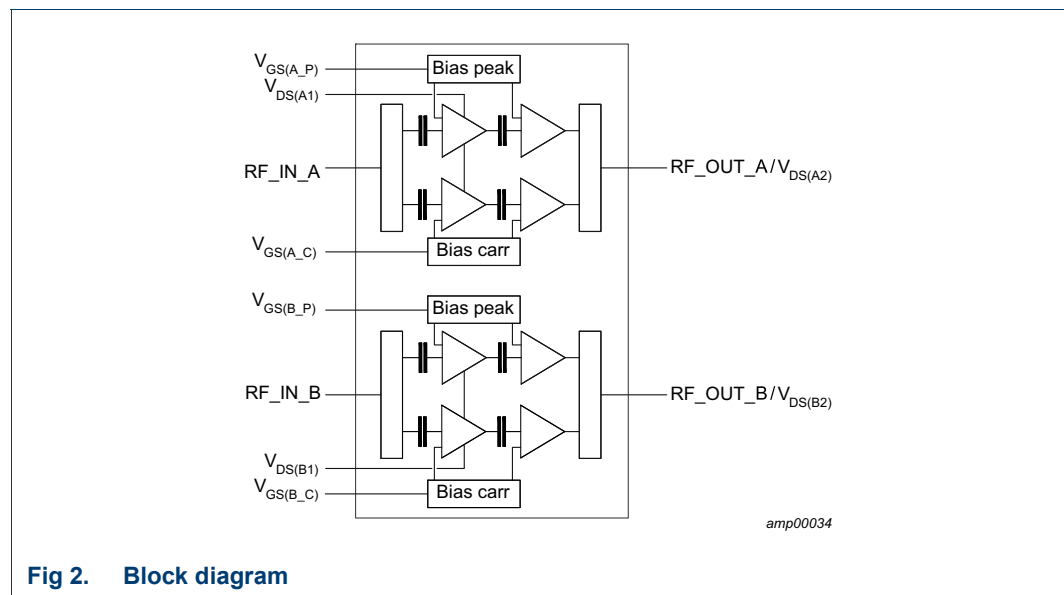 V_GS(A_P)
Bias peak
V_DS(A1)
RF_IN_A
RF_OUT_A/V_DS(A2)
V_GS(A_C)
Bias carr
V_GS(B_P)
Bias peak
RF_IN_B
RF_OUT_B/V_DS(B2)
V_DS(B1)
V_GS(B_C)
Bias carr
amp00034
Fig 2. Block diagram